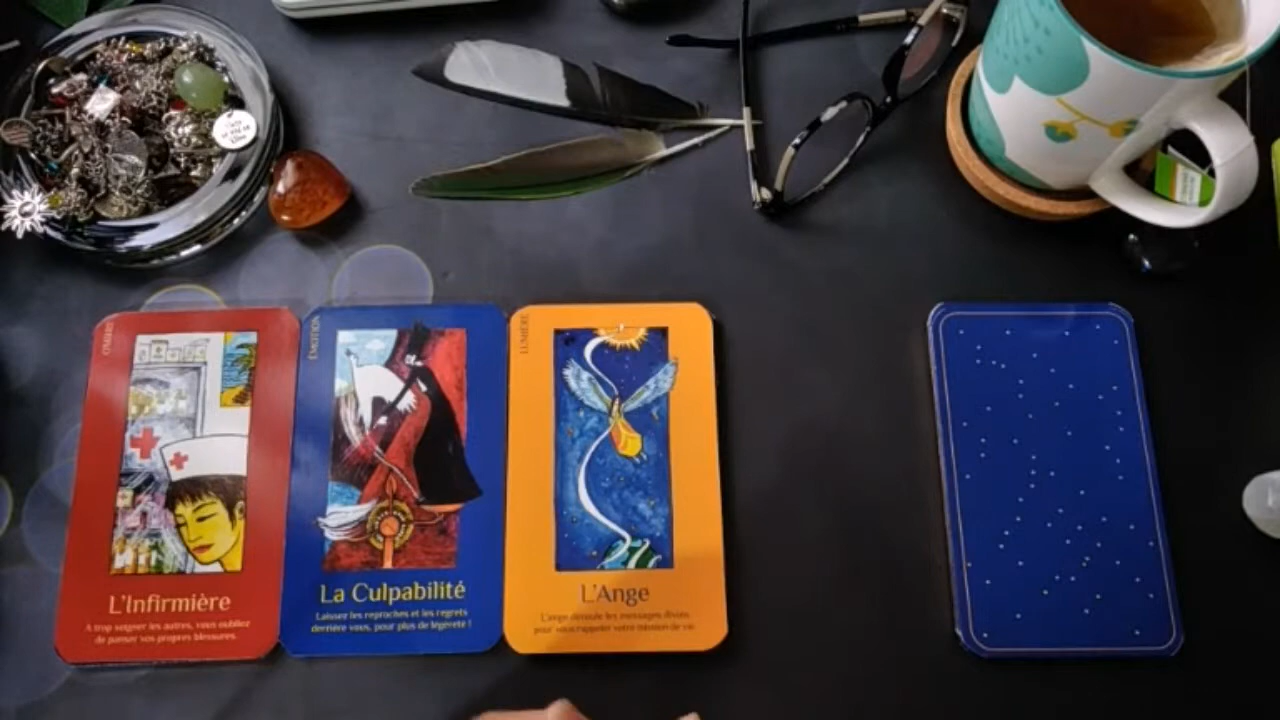 OMBRE
L'Infirmière
A trop soigner les autres, vous oubliez
de panser vos propres blessures.
ÉMOTION
La Culpabilité
Laissez les reproches et les regrets
derrière vous, pour plus de légèreté !
LUMIÈRE
L'Ange
L'ange déroule les messages divins
pour vous rappeler votre mission de vie.